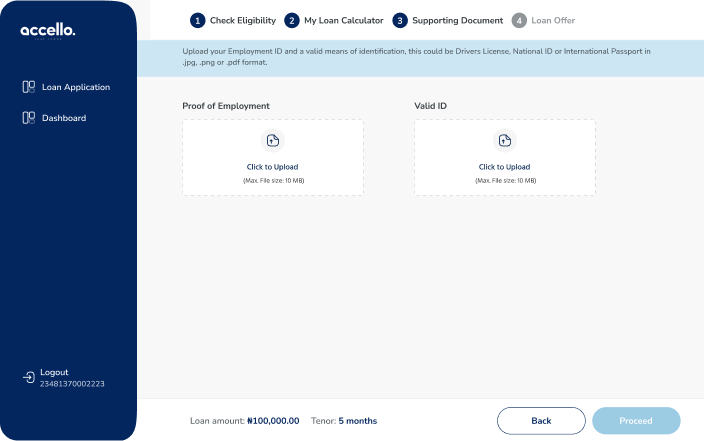 accello.
1 Check Eligibility 2 My Loan Calculator 3 Supporting Document 4 Loan Offer
Upload your Employment ID and a valid means of identification, this could be Drivers License, National ID or International Passport in
.jpg, .png or .pdf format.
Loan Application
Dashboard
Proof of Employment
Click to Upload
(Max. File size: 10 MB)
Valid ID
Click to Upload
(Max. File size: 10 MB)
Logout
23481370002223
Loan amount: ₦100,000.00 Tenor: 5 months
Back
Proceed